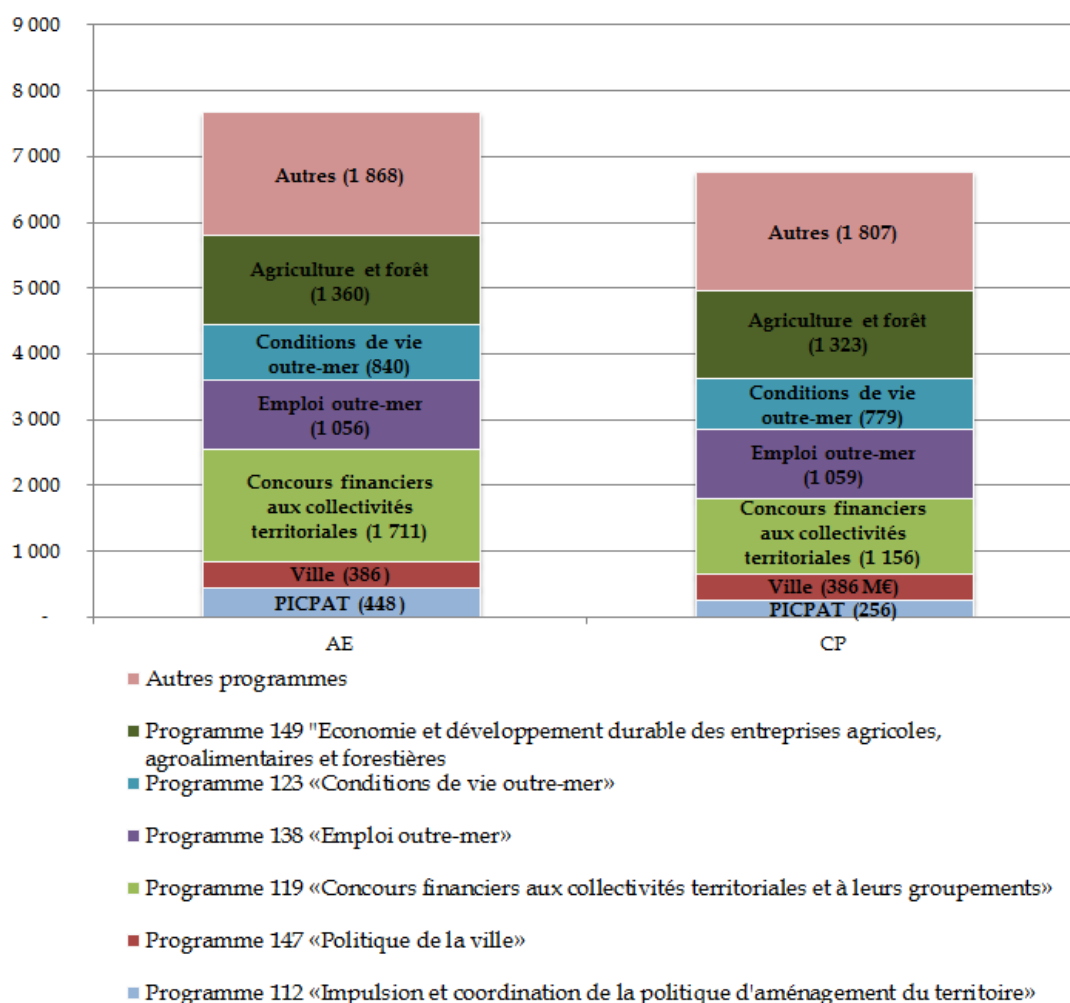 9 000
8 000
7 000
6 000
5 000
4 000
3 000
2 000
1 000
-
Autres (1 868)
Agriculture et forêt
(1 360)
Conditions de vie
outre-mer (840)
Emploi outre-mer
(1 056)
Concours financiers
aux collectivités
territoriales (1 711)
Ville (386)
PICPAT (448)
Autres (1 807)
Agriculture et forêt
(1 323)
Conditions de vie
outre-mer (779)
Emploi outre-mer
(1 059)
Concours financiers
aux collectivités
territoriales (1 156)
Ville (386 M€)
PICPAT (256)
AE
CP
Autres programmes
Programme 149 "Economie et développement durable des entreprises agricoles,
agroalimentaires et forestières
Programme 123 «Conditions de vie outre-mer»
Programme 138 «Emploi outre-mer»
Programme 119 «Concours financiers aux collectivités territoriales et à leurs groupements»
Programme 147 «Politique de la ville»
Programme 112 «Impulsion et coordination de la politique d'aménagement du territoire»